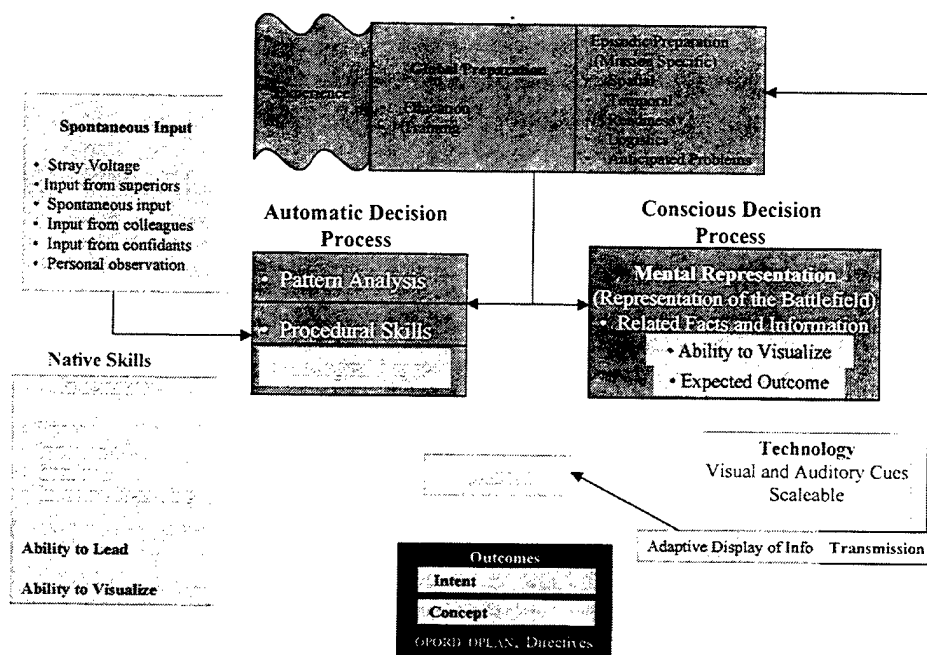 Experience
Global Preparation
Education
Training
Episodic Preparation
(Mission Specific)
Spatial
Temporal
Readiness
Logistics
Anticipated Problems
Spontaneous Input
• Stray Voltage
• Input from superiors
• Spontaneous input
• Input from colleagues
• Input from confidants
• Personal observation
Automatic Decision
Process
- Pattern Analysis
- Procedural Skills
Conscious Decision
Process
Mental Representation
(Representation of the Battlefield)
• Related Facts and Information
• Ability to Visualize
• Expected Outcome
Native Skills
Ability to Lead
Ability to Visualize
Technology
Visual and Auditory Cues
Scaleable
Adaptive Display of Info
Transmission
Outcomes
Intent
Concept
OPORD OPLAN, Directives